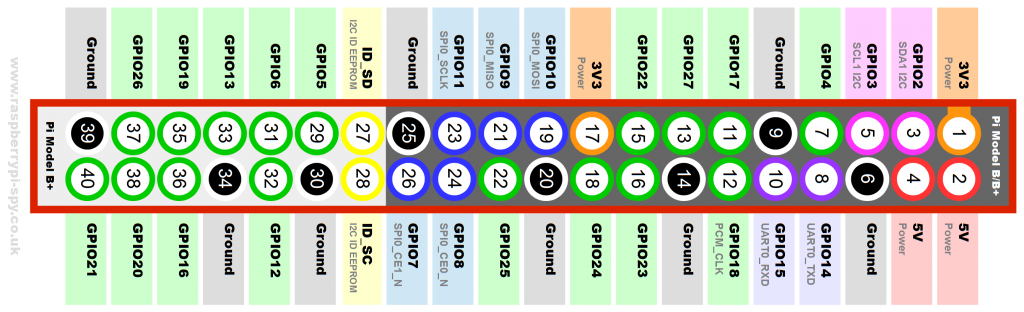 Pi Model B/B+
3V3 1 2 5V
Power Power
GPIO2 3 4 5V
SDA1 I2C Power
GPIO3 5 6 Ground
SCL1 I2C
GPIO4 7 8 GPIO14
UART0_TXD
Ground 9 10 GPIO15
UART0_RXD
GPIO17 11 12 GPIO18
PCM_CLK
GPIO27 13 14 Ground
GPIO22 15 16 GPIO23
3V3 17 18 GPIO24
Power
GPIO10 19 20 Ground
SPI0_MOSI
GPIO9 21 22 GPIO25
SPI0_MISO
GPIO11 23 24 GPIO8
SPI0_SCLK SPI0_CE0_N
Ground 25 26 GPIO7
SPI0_CE1_N
ID_SD 27 28 ID_SC
I2C ID EEPROM I2C ID EEPROM
GPIO5 29 30 Ground
GPIO6 31 32 GPIO12
GPIO13 33 34 Ground
GPIO19 35 36 GPIO16
GPIO26 37 38 GPIO20
Ground 39 40 GPIO21
Pi Model B+
www.raspberrypi-spy.co.uk